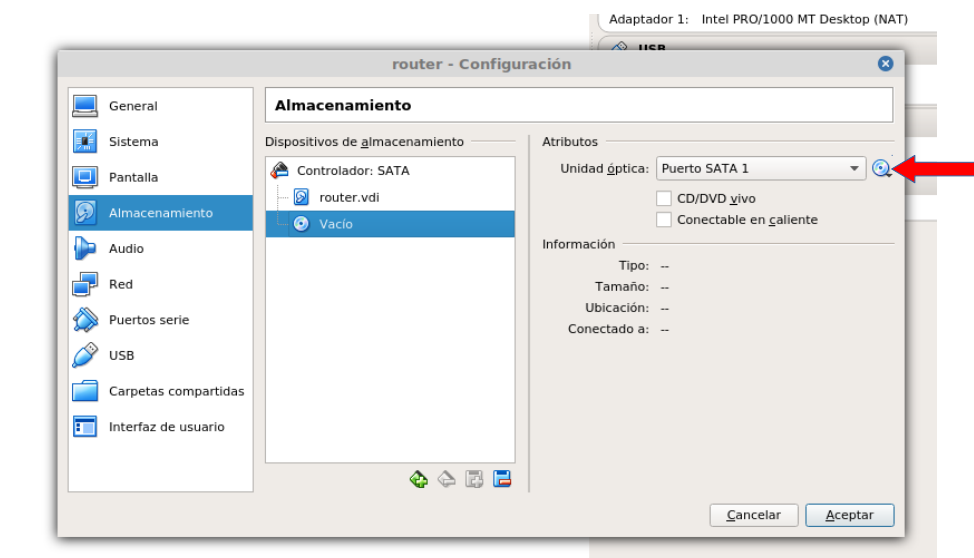 Adaptador 1: Intel PRO/1000 MT Desktop (NAT)
USB
router - Configuración
General
Sistema
Pantalla
Almacenamiento
Audio
Red
Puertos serie
USB
Carpetas compartidas
Interfaz de usuario
Almacenamiento
Dispositivos de almacenamiento
Controlador: SATA
router.vdi
Vacío
Atributos
Unidad óptica: Puerto SATA 1
CD/DVD vivo
Conectable en caliente
Información
Tipo: --
Tamaño: --
Ubicación: --
Conectado a: --
Cancelar Aceptar